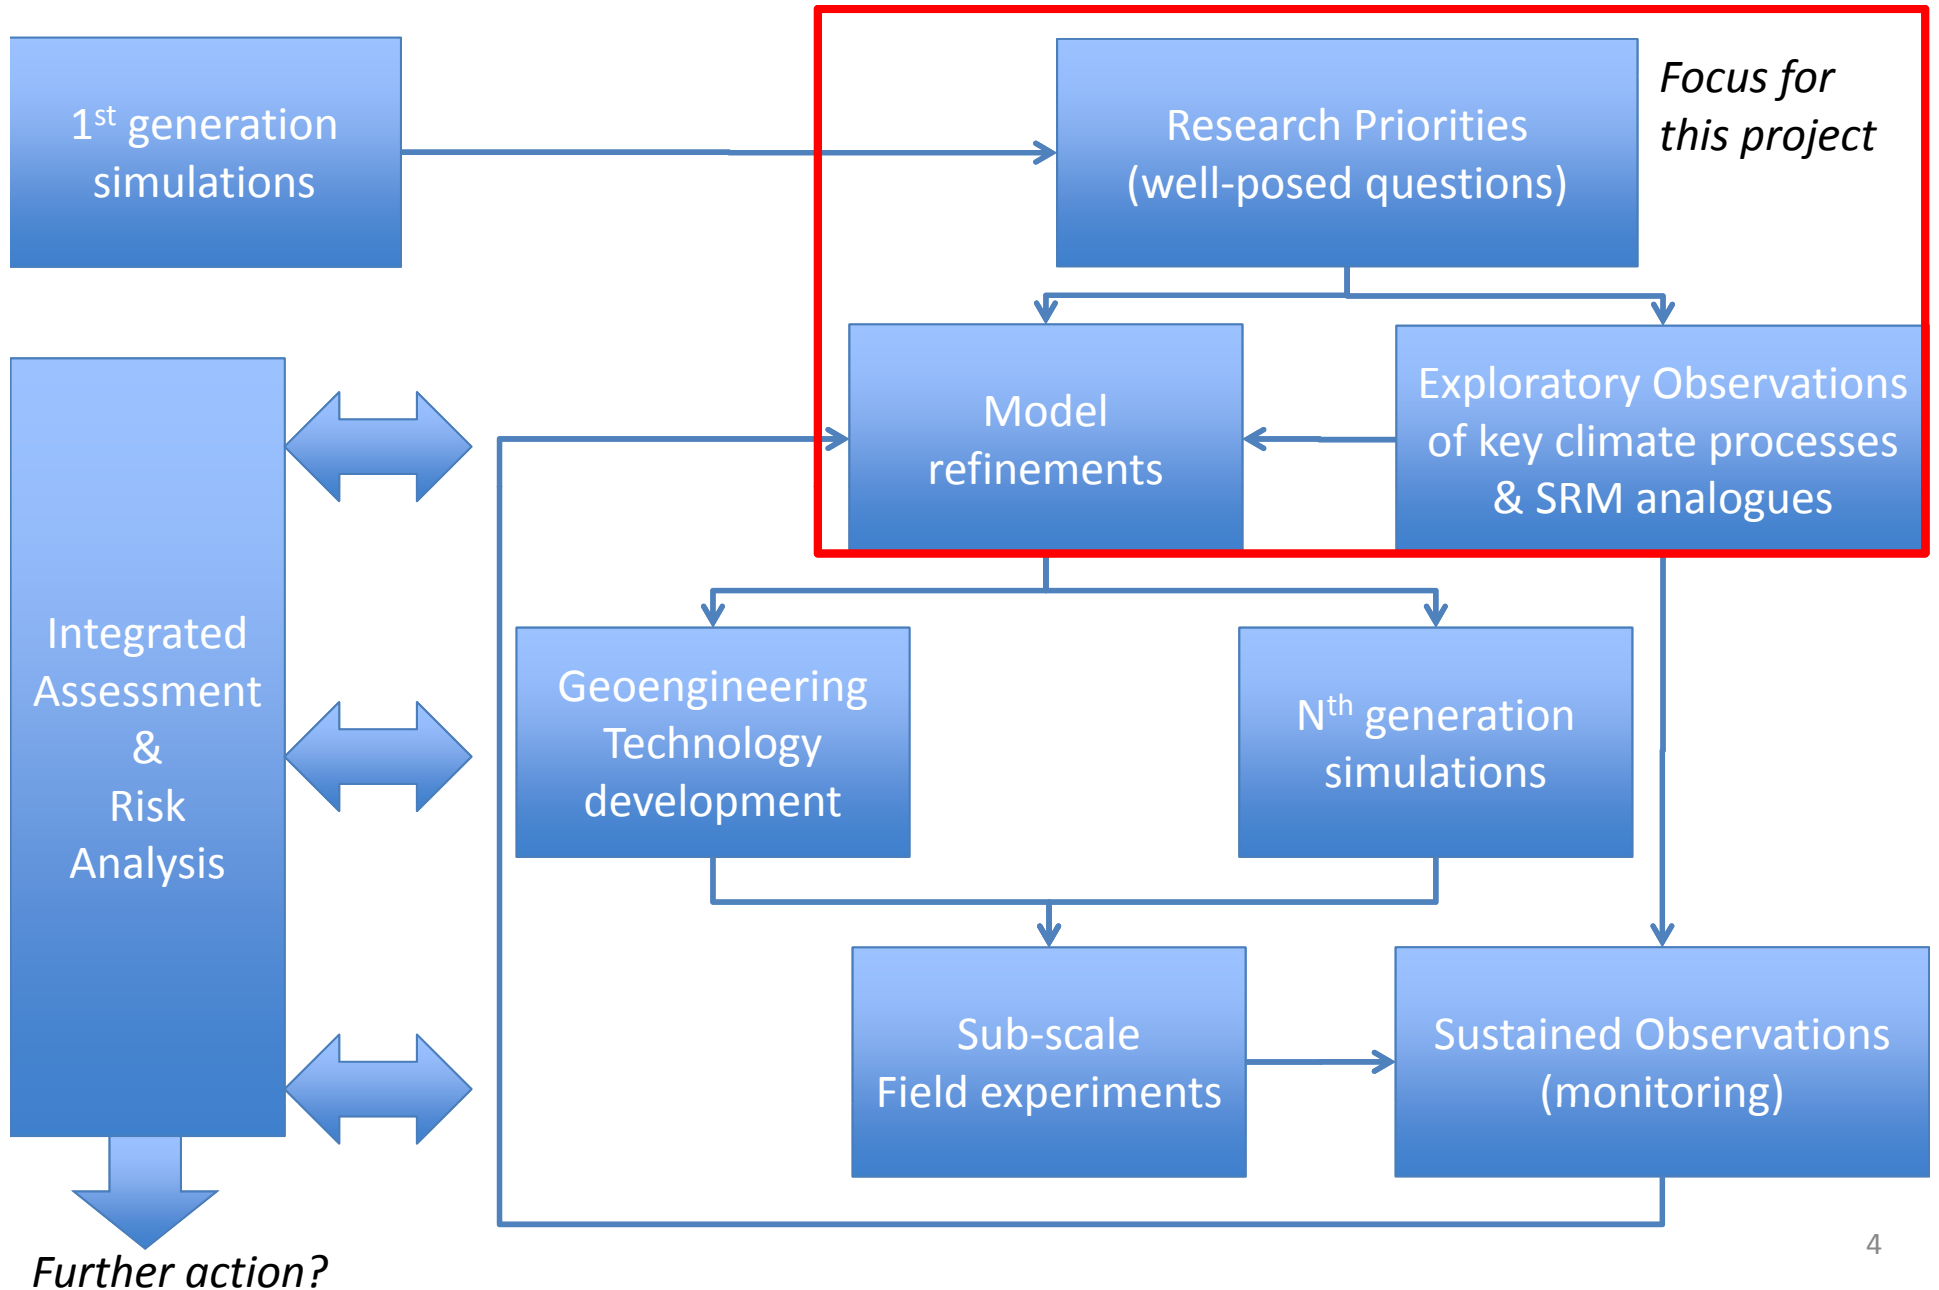 1st generation
simulations
Research Priorities
(well-posed questions)
Focus for
this project
Model
refinements
Exploratory Observations
of key climate processes
& SRM analogues
Integrated
Assessment
&
Risk
Analysis
Geoengineering
Technology
development
Nth generation
simulations
Sub-scale
Field experiments
Sustained Observations
(monitoring)
Further action?
4